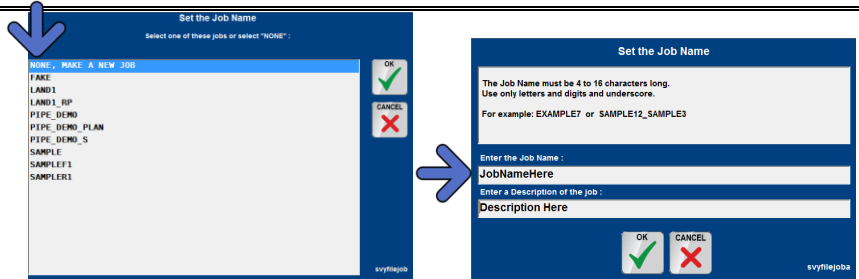 Set the Job Name
Select one of these jobs or select "NONE" :
NONE, MAKE A NEW JOB
FAKE
LAND1
LAND1_RP
PIPE_DEMO
PIPE_DEMO_PLAN
PIPE_DEMO_S
SAMPLE
SAMPLEF1
SAMPLER1
OK
CANCEL
svyfilejob
Set the Job Name
The Job Name must be 4 to 16 characters long.
Use only letters and digits and underscore.
For example: EXAMPLE7 or SAMPLE12_SAMPLE3
Enter the Job Name :
JobNameHere
Enter a Description of the job :
Description Here
OK
CANCEL
svyfilejoba